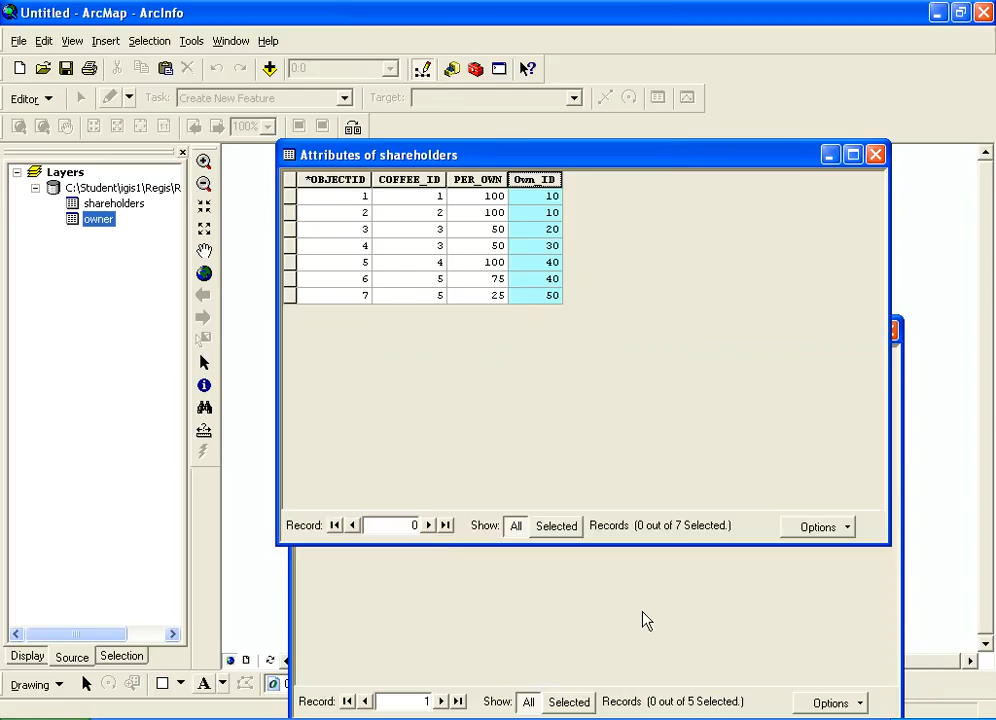 Untitled - ArcMap - ArcInfo
File Edit View Insert Selection Tools Window Help
0:0
Editor Task: Create New Feature Target:
100%
Layers
C:\Student\igis1\Regis\R
shareholders
owner
Attributes of shareholders
*OBJECTID COFFEE_ID PER_OWN Own_ID
1 1 100 10
2 2 100 10
3 3 50 20
4 3 50 30
5 4 100 40
6 5 75 40
7 5 25 50
Record: 0 Show: All Selected Records (0 out of 7 Selected.) Options
Display Source Selection
Drawing A
Record: 1 Show: All Selected Records (0 out of 5 Selected.) Options